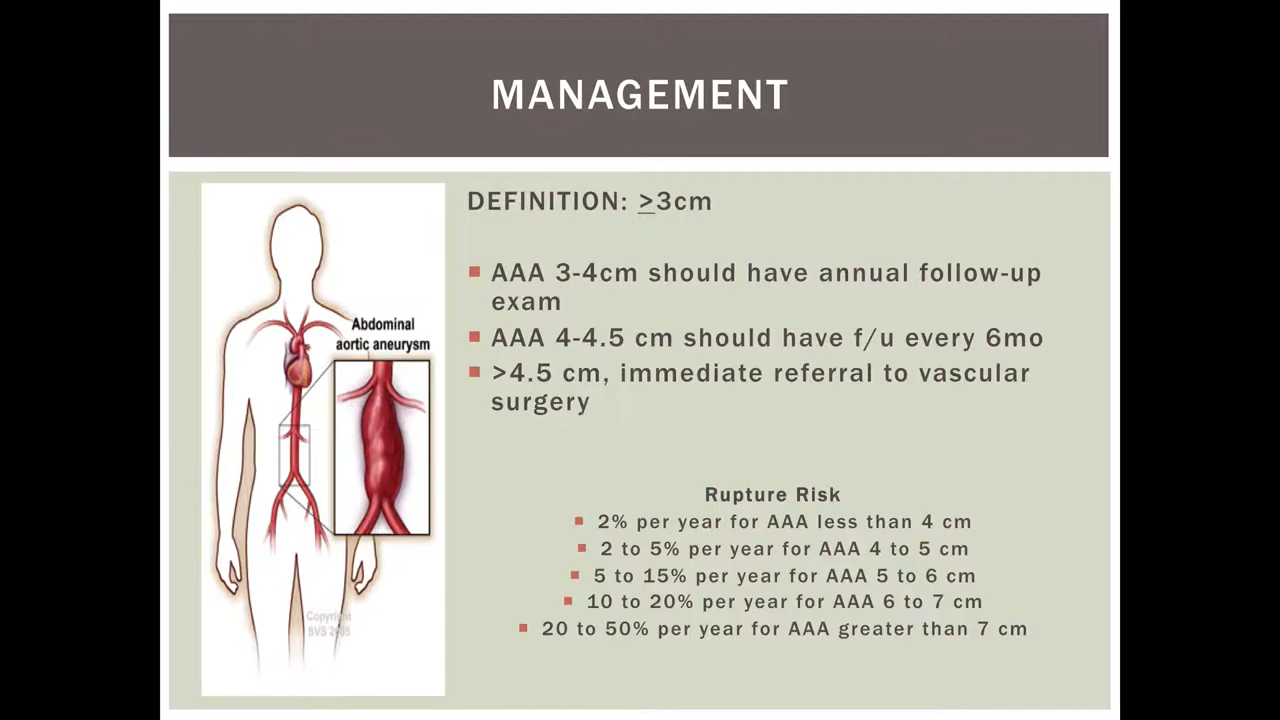 MANAGEMENT
Abdominal
aortic aneurysm
Copyright
SVS 2005
DEFINITION: >3cm
AAA 3-4cm should have annual follow-up
exam
AAA 4-4.5 cm should have f/u every 6mo
>4.5 cm, immediate referral to vascular
surgery
Rupture Risk
2% per year for AAA less than 4 cm
2 to 5% per year for AAA 4 to 5 cm
5 to 15% per year for AAA 5 to 6 cm
10 to 20% per year for AAA 6 to 7 cm
20 to 50% per year for AAA greater than 7 cm